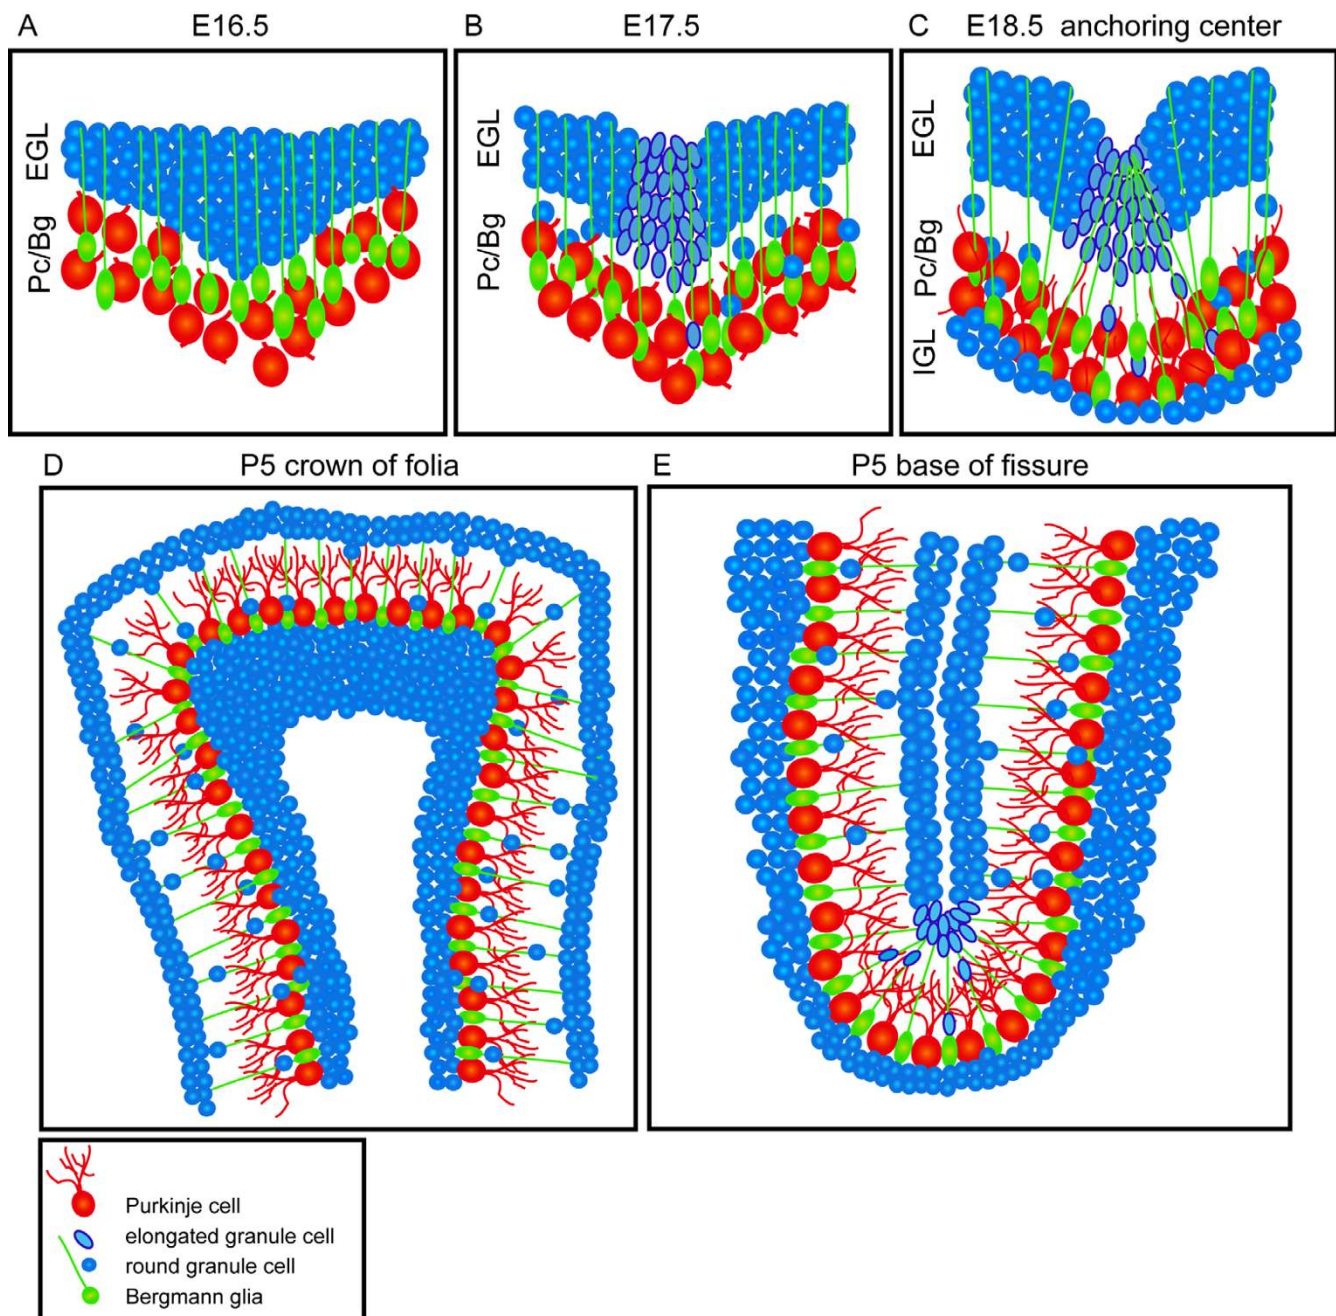 A E16.5
B E17.5
C E18.5 anchoring center
EGL
Pc/Bg
EGL
Pc/Bg
EGL
Pc/Bg
IGL
D P5 crown of folia
E P5 base of fissure
Purkinje cell
elongated granule cell
round granule cell
Bergmann glia